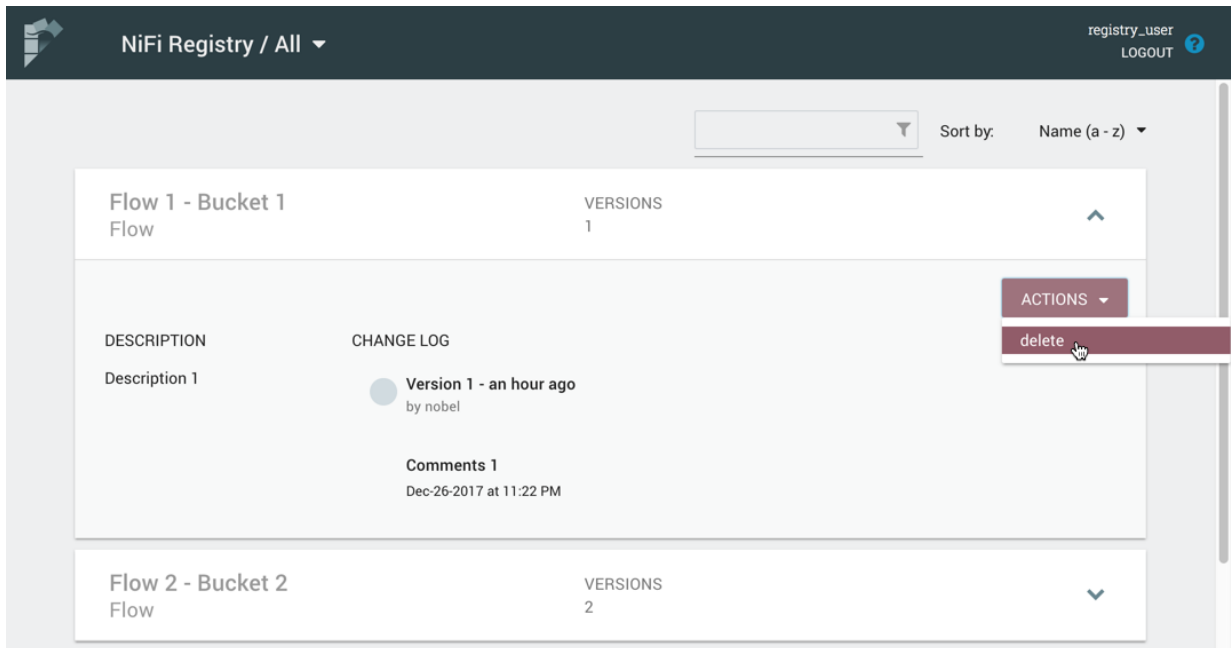 NiFi Registry / All
registry_user
LOGOUT
?
Sort by: Name (a - z)
Flow 1 - Bucket 1
Flow
VERSIONS
1
ACTIONS
delete
DESCRIPTION
Description 1
CHANGE LOG
Version 1 - an hour ago
by nobel
Comments 1
Dec-26-2017 at 11:22 PM
Flow 2 - Bucket 2
Flow
VERSIONS
2